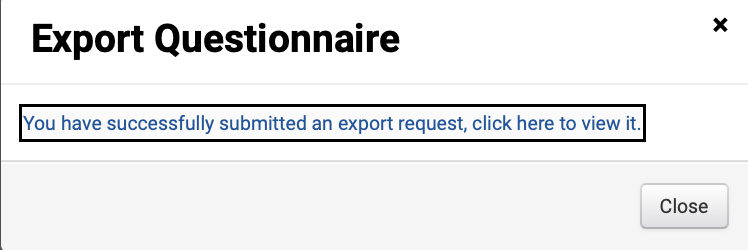 Export Questionnaire
You have successfully submitted an export request, click here to view it.
Close